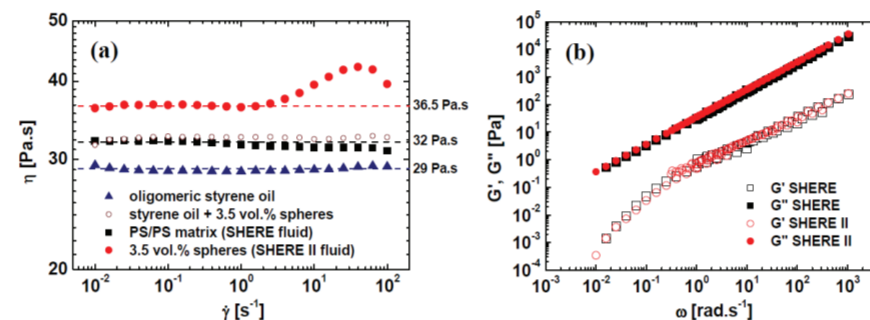 (a)
50
40
30
20
η [Pa.s]
36.5 Pa.s
32 Pa.s
29 Pa.s
oligomeric styrene oil
styrene oil + 3.5 vol.% spheres
PS/PS matrix (SHERE fluid)
3.5 vol.% spheres (SHERE II fluid)
10⁻² 10⁻¹ 10⁰ 10¹ 10²
γ̇ [s⁻¹]
(b)
10⁵
10⁴
10³
10²
10¹
10⁰
10⁻¹
10⁻²
10⁻³
10⁻⁴
G', G'' [Pa]
G' SHERE
G'' SHERE
G' SHERE II
G'' SHERE II
10⁻³ 10⁻² 10⁻¹ 10⁰ 10¹ 10² 10³ 10⁴
ω [rad.s⁻¹]